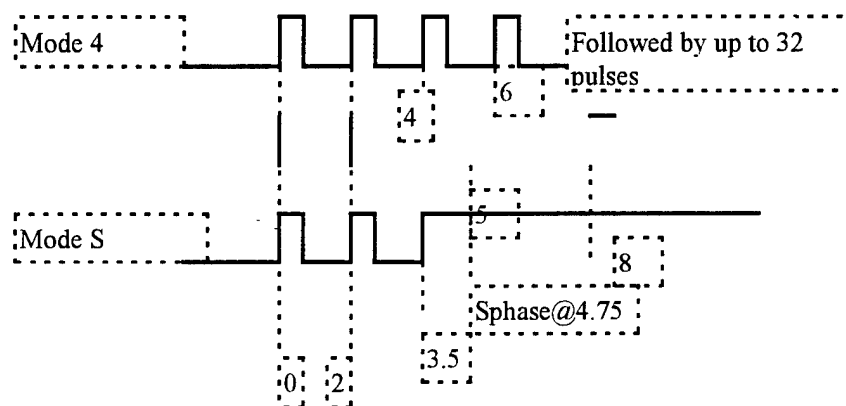 Mode 4
Followed by up to 32
pulses
6
4
5
Mode S
8
Sphase@4.75
3.5
0
2